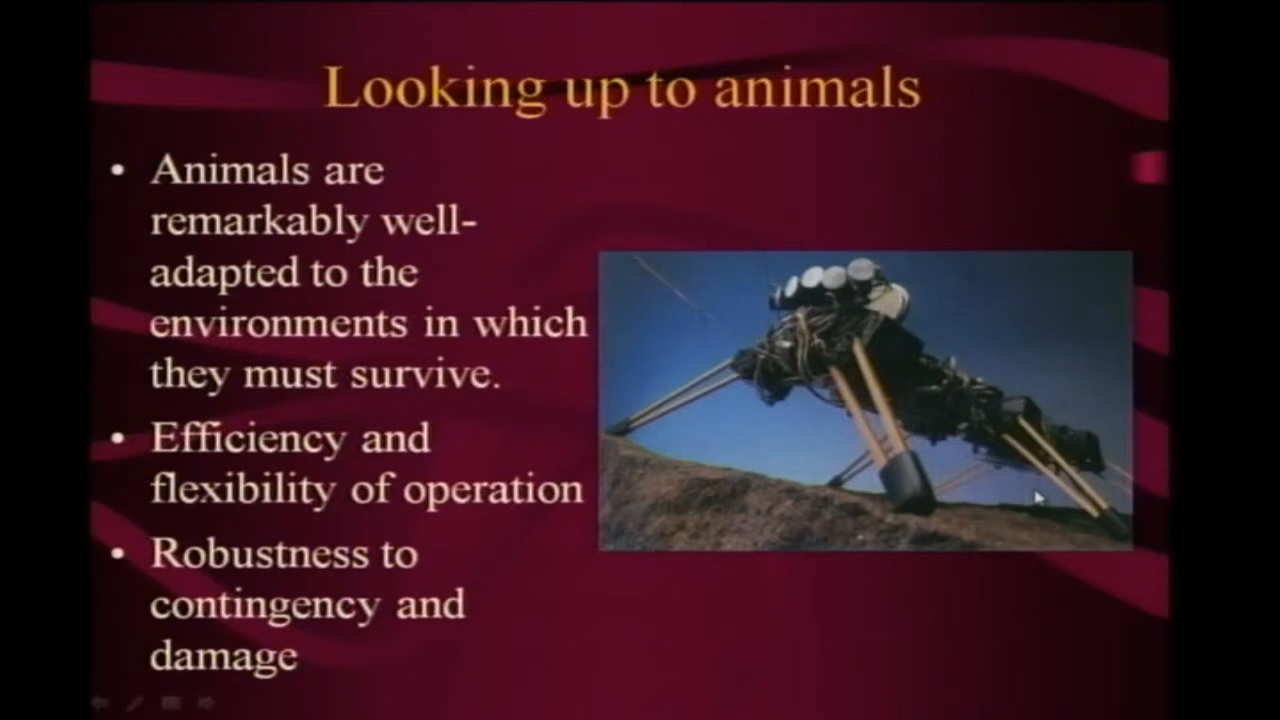 Looking up to animals
• Animals are
remarkably well-
adapted to the
environments in which
they must survive.
• Efficiency and
flexibility of operation
• Robustness to
contingency and
damage